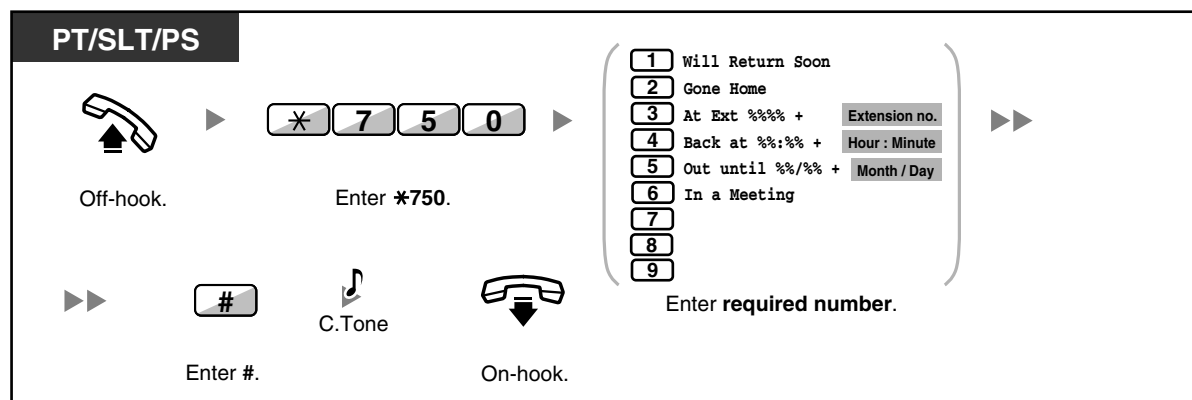 PT/SLT/PS
1 Will Return Soon
2 Gone Home
3 At Ext %%%% + Extension no.
4 Back at %%:%% + Hour : Minute
5 Out until %%/%% + Month / Day
6 In a Meeting
7
8
9
✳ 7 5 0
Off-hook.
Enter ✳750.
Enter required number.
#
C.Tone
Enter #.
On-hook.